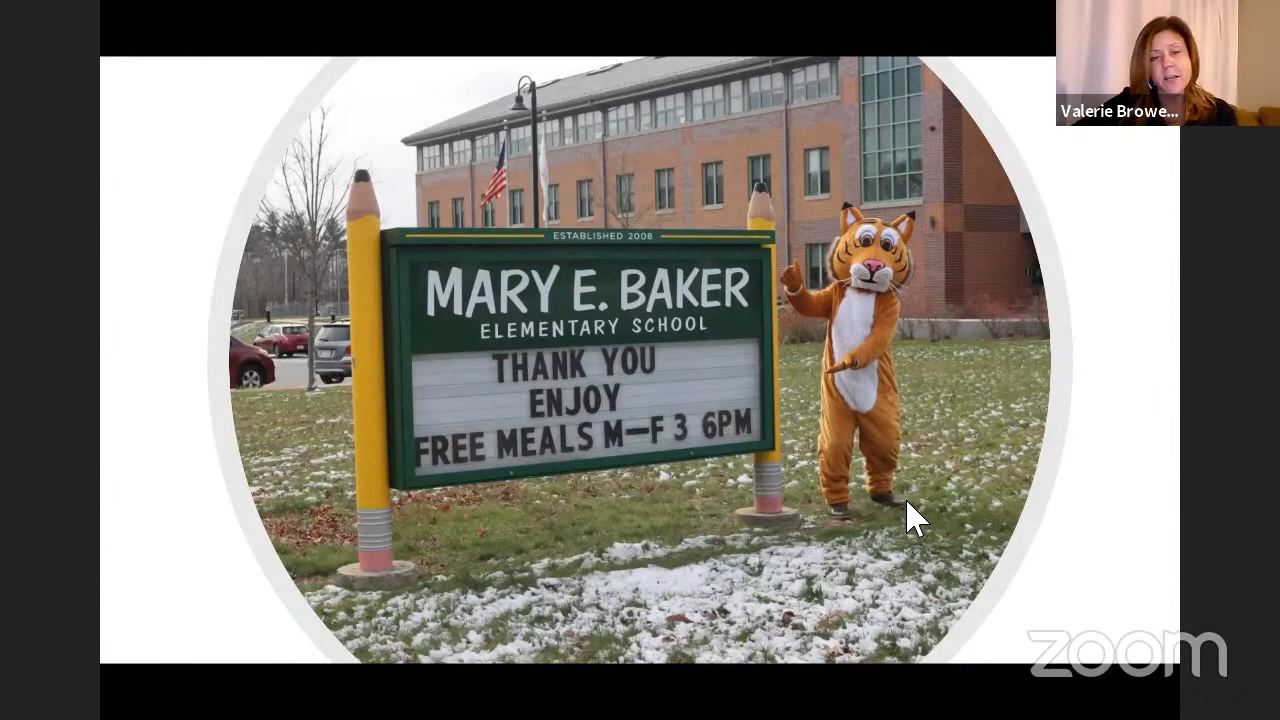 Valerie Browe...
ESTABLISHED 2008
MARY E. BAKER
ELEMENTARY SCHOOL
THANK YOU
ENJOY
FREE MEALS M—F 3 6PM
zoom